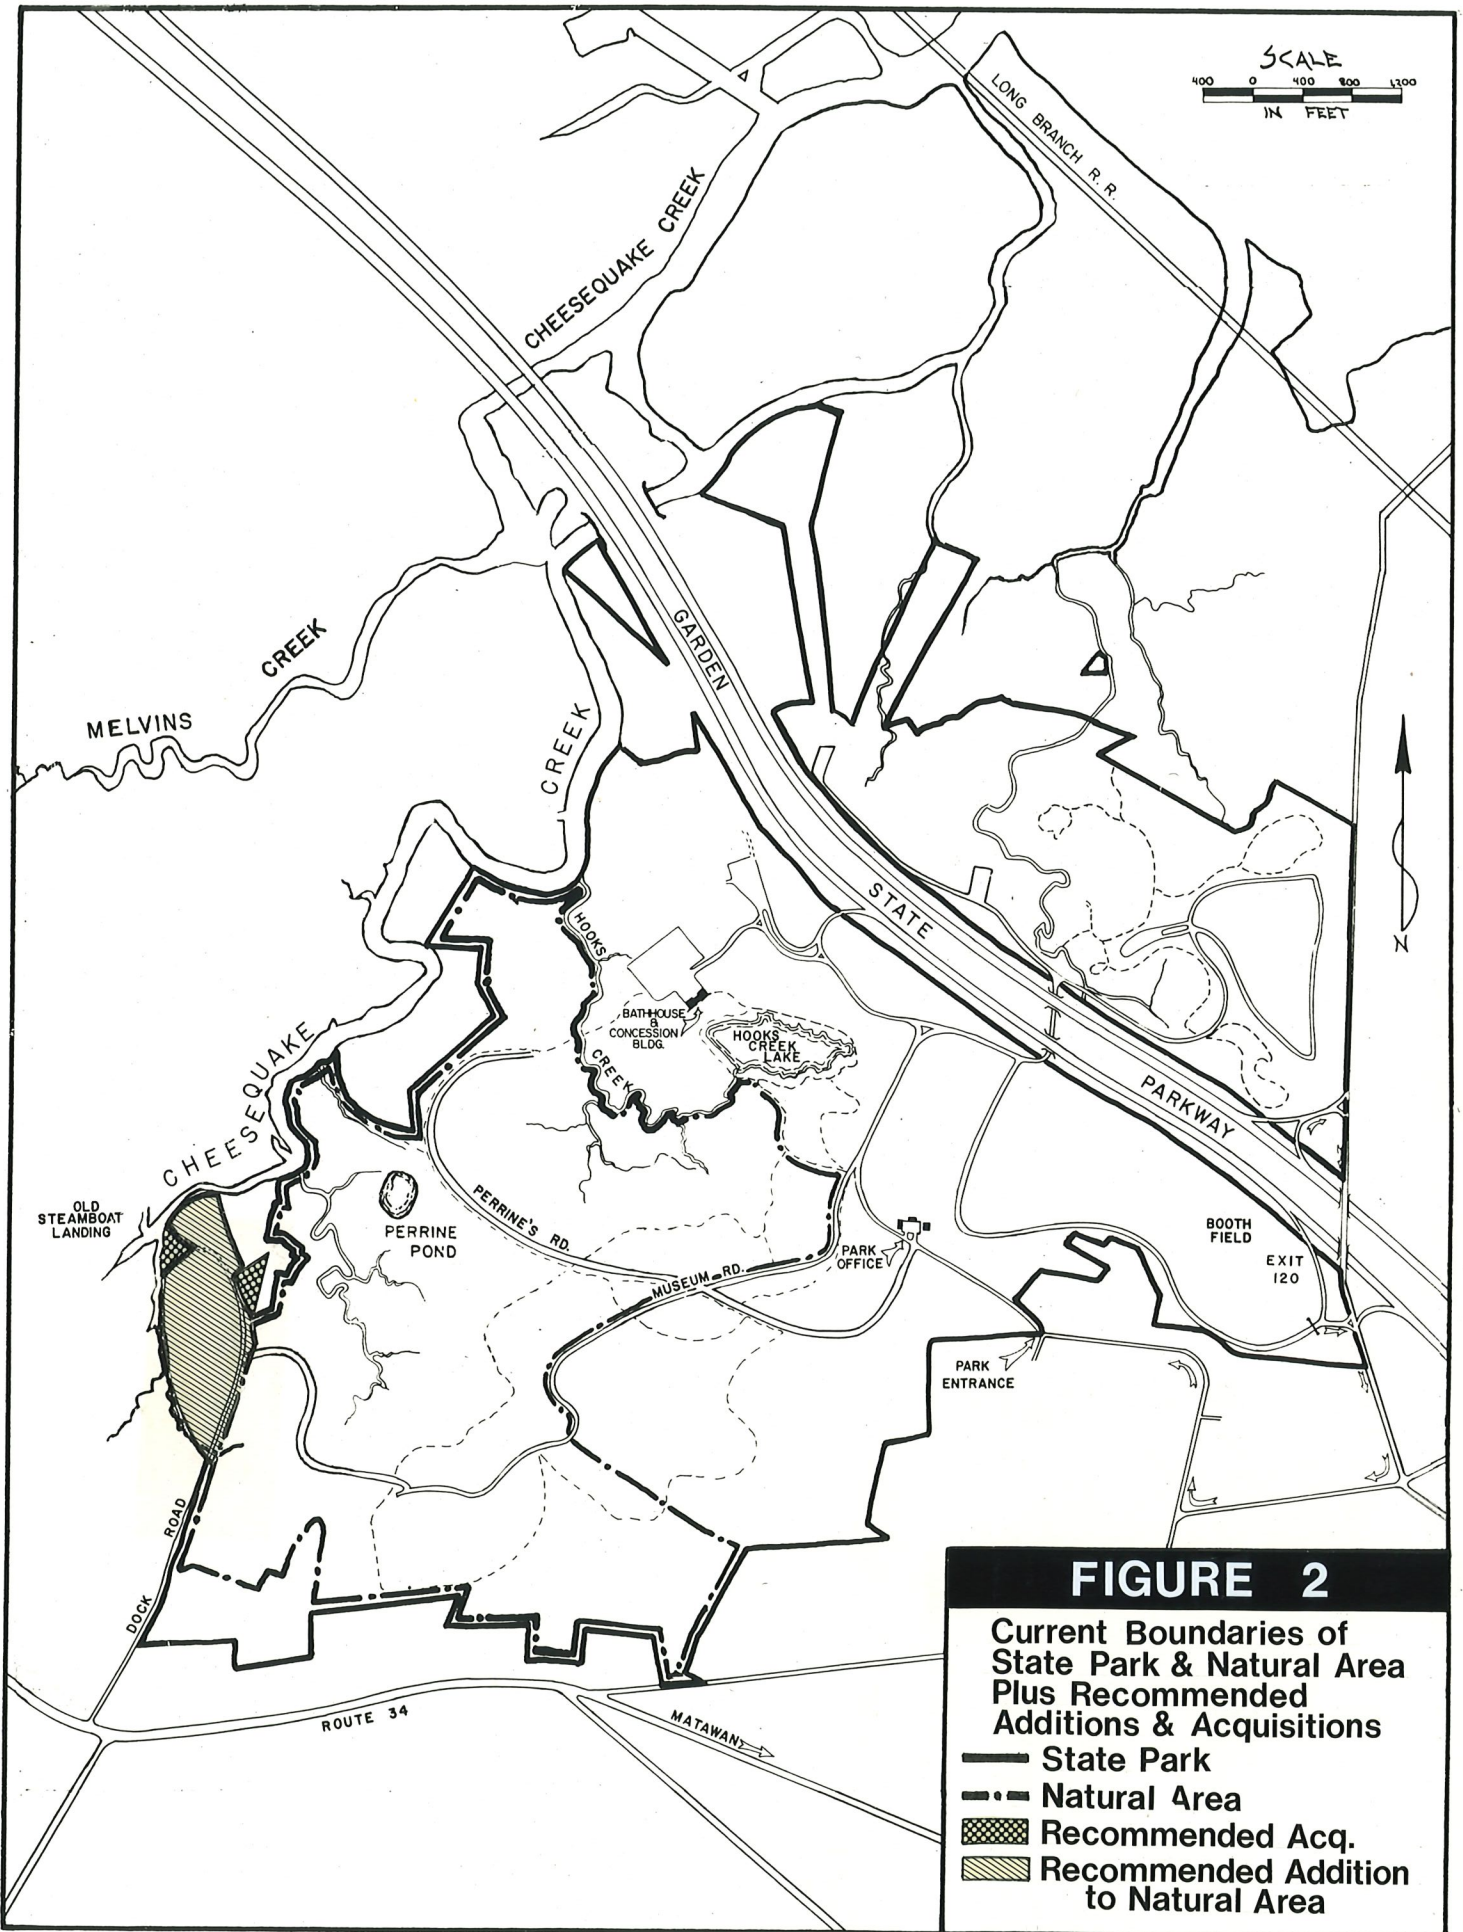 SCALE
400 0 400 800 1,200
IN FEET
LONG BRANCH R. R.
CHEESEQUAKE CREEK
GARDEN
CREEK
MELVINS
CREEK
STATE
HOOKS
N
BATHHOUSE
&
CONCESSION
BLDG.
HOOKS
CREEK
LAKE
CREEK
CHEESEQUAKE
PARKWAY
OLD
STEAMBOAT
LANDING
PERRINE
POND
PERRINE'S RD.
PARK
OFFICE
BOOTH
FIELD
EXIT
120
MUSEUM RD.
PARK
ENTRANCE
DOCK ROAD
ROUTE 34
MATAWAN
FIGURE 2
Current Boundaries of
State Park & Natural Area
Plus Recommended
Additions & Acquisitions
State Park
Natural Area
Recommended Acq.
Recommended Addition
to Natural Area